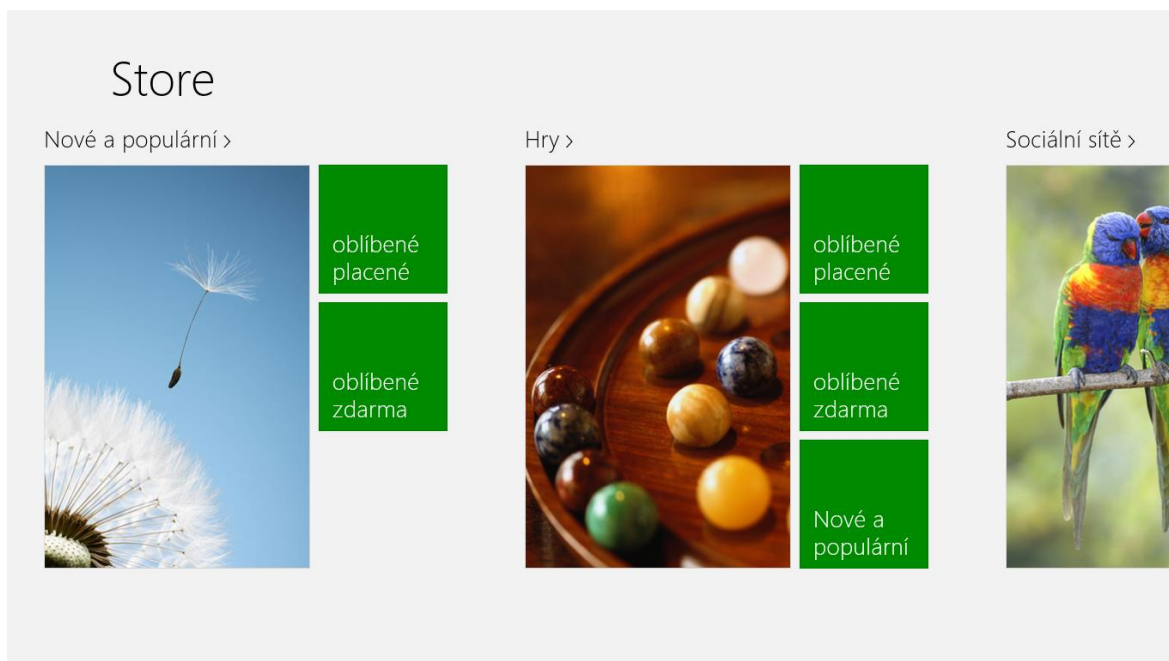 Store
Nové a populární ›
Hry ›
Sociální sítě ›
oblíbené
placené
oblíbené
zdarma
oblíbené
placené
oblíbené
zdarma
Nové a
populární